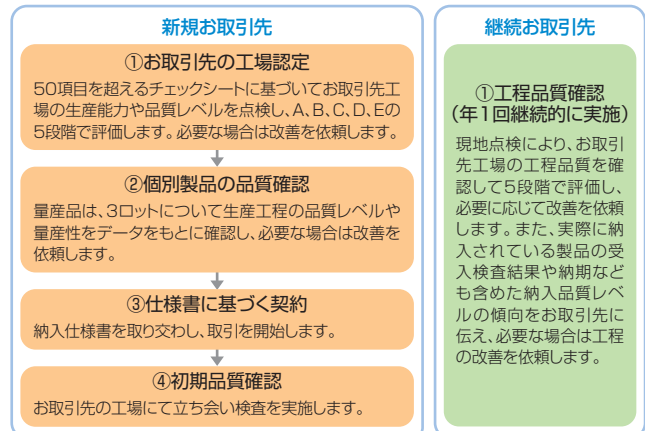 新規お取引先
①お取引先の工場認定
50項目を超えるチェックシートに基づいてお取引先工
場の生産能力や品質レベルを点検し、A、B、C、D、Eの
5段階で評価します。必要な場合は改善を依頼します。
②個別製品の品質確認
量産品は、3ロットについて生産工程の品質レベルや
量産性をデータをもとに確認し、必要な場合は改善を
依頼します。
③仕様書に基づく契約
納入仕様書を取り交わし、取引を開始します。
④初期品質確認
お取引先の工場にて立ち会い検査を実施します。
継続お取引先
①工程品質確認
(年1回継続的に実施)
現地点検により、お取引
先工場の工程品質を確
認して5段階で評価し、
必要に応じて改善を依頼
します。また、実際に納
入されている製品の受
入検査結果や納期など
も含めた納入品質レベ
ルの傾向をお取引先に
伝え、必要な場合は工程
の改善を依頼します。